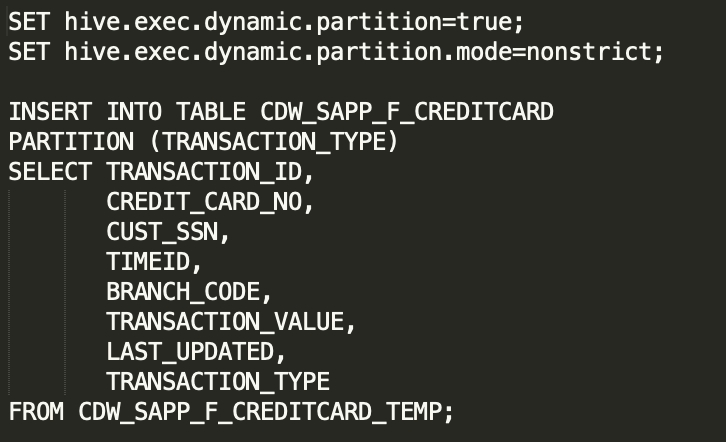 SET hive.exec.dynamic.partition=true;
SET hive.exec.dynamic.partition.mode=nonstrict;

INSERT INTO TABLE CDW_SAPP_F_CREDITCARD
PARTITION (TRANSACTION_TYPE)
SELECT TRANSACTION_ID,
       CREDIT_CARD_NO,
       CUST_SSN,
       TIMEID,
       BRANCH_CODE,
       TRANSACTION_VALUE,
       LAST_UPDATED,
       TRANSACTION_TYPE
FROM CDW_SAPP_F_CREDITCARD_TEMP;